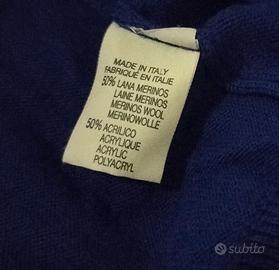 MADE IN ITALY
FABRIQUÉ EN ITALIE
50% LANA MERINOS
LAINE MERINOS
MERINOS WOOL
MERINOWOLLE
50% ACRILICO
ACRYLIQUE
ACRYLIC
POLYACRYL
subito